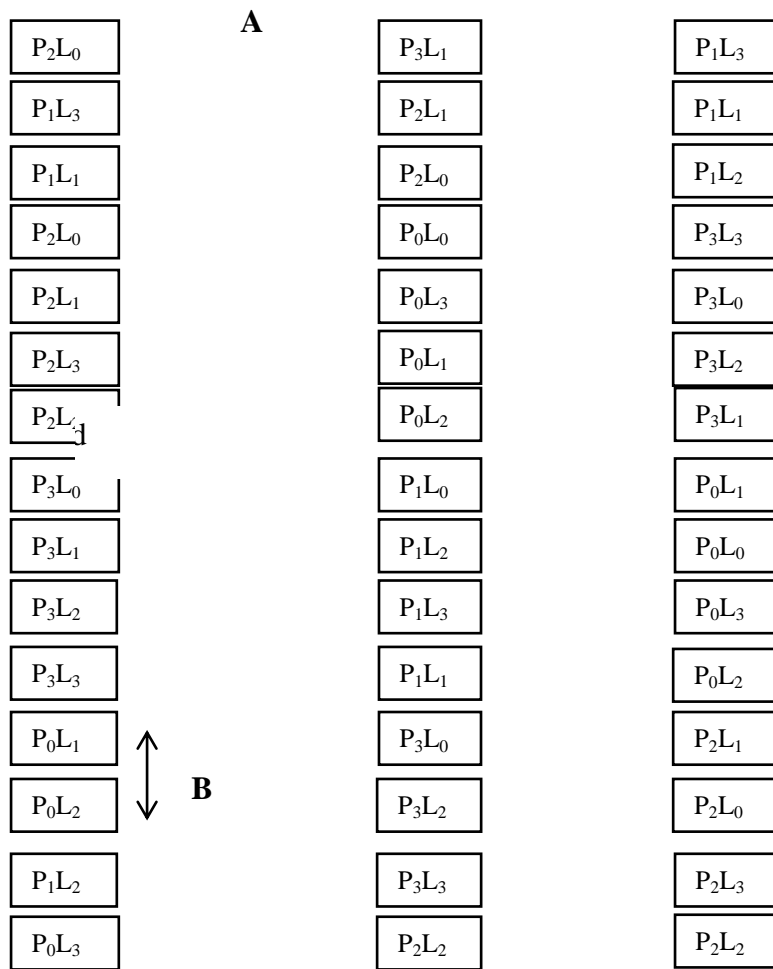 A
P₂L₀ P₃L₁ P₁L₃
P₁L₃ P₂L₁ P₁L₁
P₁L₁ P₂L₀ P₁L₂
P₂L₀ P₀L₀ P₃L₃
P₂L₁ P₀L₃ P₃L₀
P₂L₃ P₀L₁ P₃L₂
P₂L P₀L₂ P₃L₁
d
P₃L₀ P₁L₀ P₀L₁
P₃L₁ P₁L₂ P₀L₀
P₃L₂ P₁L₃ P₀L₃
P₃L₃ P₁L₁ P₀L₂
P₀L₁ P₃L₀ P₂L₁
B
P₀L₂ P₃L₂ P₂L₀
P₁L₂ P₃L₃ P₂L₃
P₀L₃ P₂L₂ P₂L₂